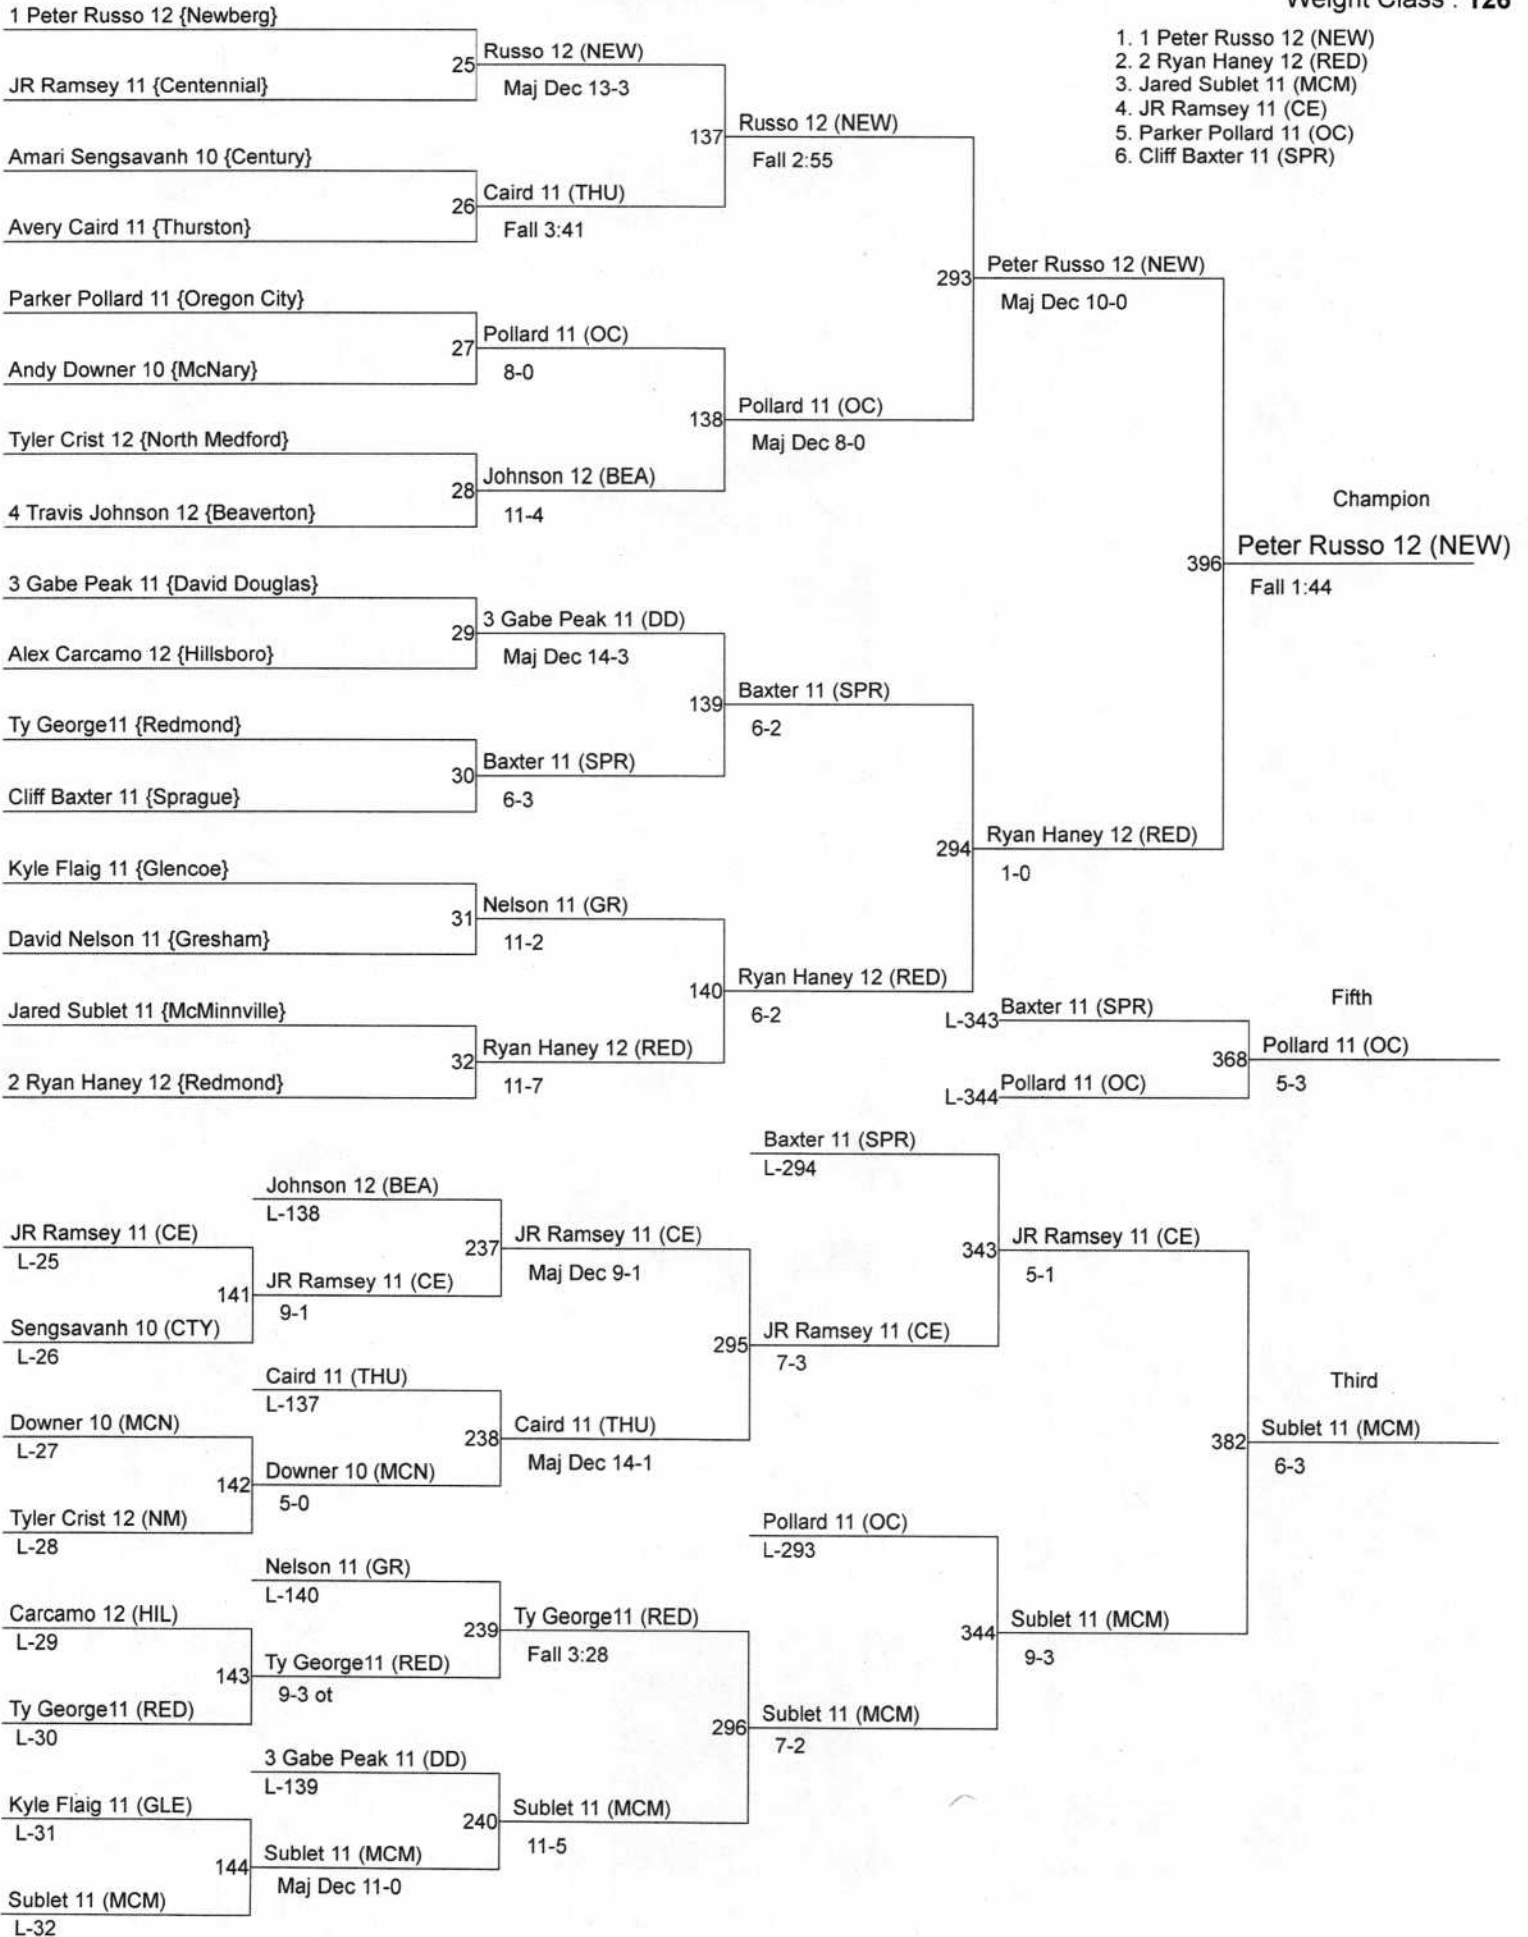 Weight Class : 126
1. 1 Peter Russo 12 (NEW)
2. 2 Ryan Haney 12 (RED)
3. Jared Sublet 11 (MCM)
4. JR Ramsey 11 (CE)
5. Parker Pollard 11 (OC)
6. Cliff Baxter 11 (SPR)
1 Peter Russo 12 {Newberg}
JR Ramsey 11 {Centennial}
Amari Sengsavanh 10 {Century}
Avery Caird 11 {Thurston}
Parker Pollard 11 {Oregon City}
Andy Downer 10 {McNary}
Tyler Crist 12 {North Medford}
4 Travis Johnson 12 {Beaverton}
3 Gabe Peak 11 {David Douglas}
Alex Carcamo 12 {Hillsboro}
Ty George11 {Redmond}
Cliff Baxter 11 {Sprague}
Kyle Flaig 11 {Glencoe}
David Nelson 11 {Gresham}
Jared Sublet 11 {McMinnville}
2 Ryan Haney 12 {Redmond}
25 Russo 12 (NEW)
Maj Dec 13-3
26 Caird 11 (THU)
Fall 3:41
27 Pollard 11 (OC)
8-0
28 Johnson 12 (BEA)
11-4
29 3 Gabe Peak 11 (DD)
Maj Dec 14-3
30 Baxter 11 (SPR)
6-3
31 Nelson 11 (GR)
11-2
32 Ryan Haney 12 (RED)
11-7
137 Russo 12 (NEW)
Fall 2:55
138 Pollard 11 (OC)
Maj Dec 8-0
139 Baxter 11 (SPR)
6-2
140 Ryan Haney 12 (RED)
6-2
293 Peter Russo 12 (NEW)
Maj Dec 10-0
294 Ryan Haney 12 (RED)
1-0
Champion
396 Peter Russo 12 (NEW)
Fall 1:44
Fifth
L-343 Baxter 11 (SPR)
L-344 Pollard 11 (OC)
368 Pollard 11 (OC)
5-3
JR Ramsey 11 (CE)
L-25
Sengsavanh 10 (CTY)
L-26
Downer 10 (MCN)
L-27
Tyler Crist 12 (NM)
L-28
Carcamo 12 (HIL)
L-29
Ty George11 (RED)
L-30
Kyle Flaig 11 (GLE)
L-31
Sublet 11 (MCM)
L-32
Johnson 12 (BEA)
L-138
141 JR Ramsey 11 (CE)
9-1
Caird 11 (THU)
L-137
142 Downer 10 (MCN)
5-0
Nelson 11 (GR)
L-140
143 Ty George11 (RED)
9-3 ot
3 Gabe Peak 11 (DD)
L-139
144 Sublet 11 (MCM)
Maj Dec 11-0
237 JR Ramsey 11 (CE)
Maj Dec 9-1
238 Caird 11 (THU)
Maj Dec 14-1
239 Ty George11 (RED)
Fall 3:28
240 Sublet 11 (MCM)
11-5
Baxter 11 (SPR)
L-294
295 JR Ramsey 11 (CE)
7-3
Pollard 11 (OC)
L-293
296 Sublet 11 (MCM)
7-2
343 JR Ramsey 11 (CE)
5-1
344 Sublet 11 (MCM)
9-3
Third
382 Sublet 11 (MCM)
6-3